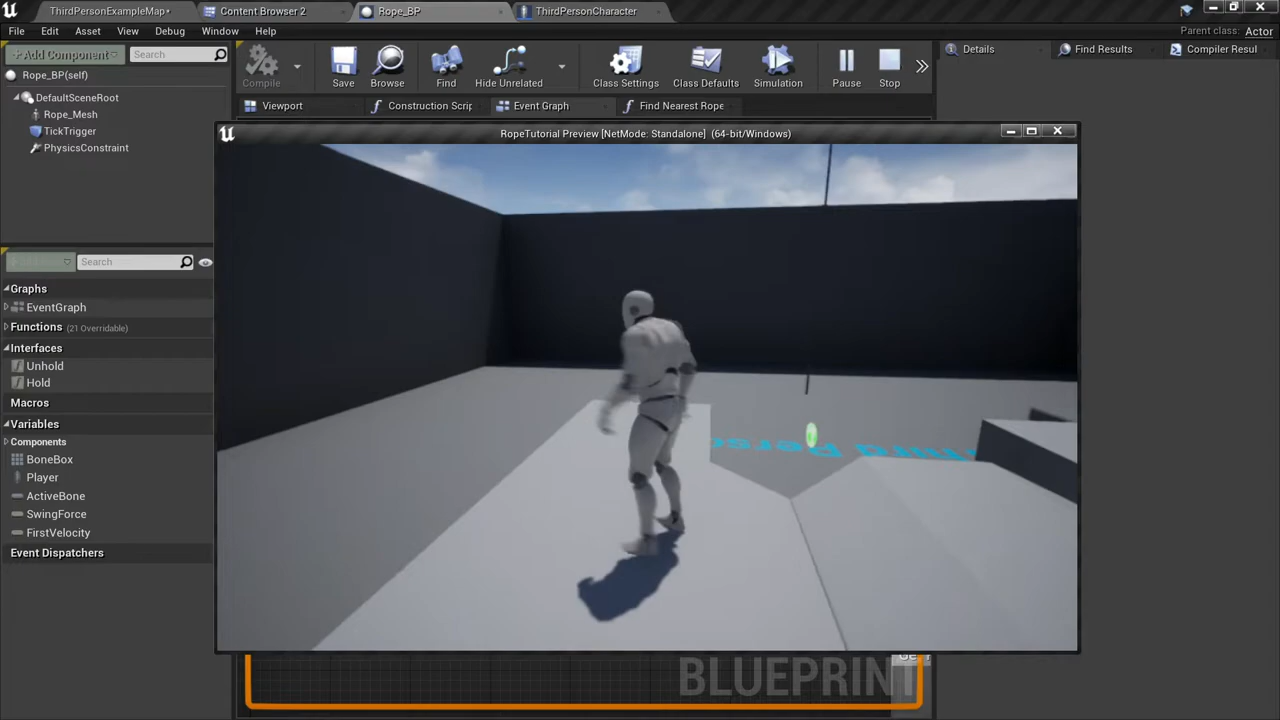 ThirdPersonExampleMap•
Content Browser 2
Rope_BP
ThirdPersonCharacter
File
Edit
Asset
View
Debug
Window
Help
Parent class: Actor
Add Component
Search
Details
Find Results
Compiler Resul
Rope_BP(self)
DefaultSceneRoot
Rope_Mesh
TickTrigger
PhysicsConstraint
Compile
Save
Browse
Find
Hide Unrelated
Class Settings
Class Defaults
Simulation
Pause
Stop
Viewport
Construction Scrip
Event Graph
Find Nearest Rope
RopeTutorial Preview [NetMode: Standalone] (64-bit/Windows)
Search
Graphs
EventGraph
Functions (21 Overridable)
Interfaces
Unhold
Hold
Macros
Variables
Components
BoneBox
Player
ActiveBone
SwingForce
FirstVelocity
Event Dispatchers
BLUEPRINT